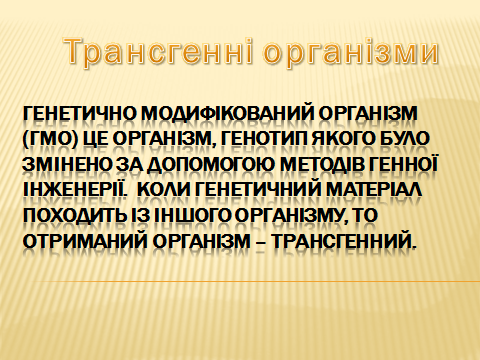 Трансгенні організми
ГЕНЕТИЧНО МОДИФІКОВАНИЙ ОРГАНІЗМ
(ГМО) ЦЕ ОРГАНІЗМ, ГЕНОТИП ЯКОГО БУЛО
ЗМІНЕНО ЗА ДОПОМОГОЮ МЕТОДІВ ГЕННОЇ
ІНЖЕНЕРІЇ. КОЛИ ГЕНЕТИЧНИЙ МАТЕРІАЛ
ПОХОДИТЬ ІЗ ІНШОГО ОРГАНІЗМУ, ТО
ОТРИМАНИЙ ОРГАНІЗМ – ТРАНСГЕННИЙ.